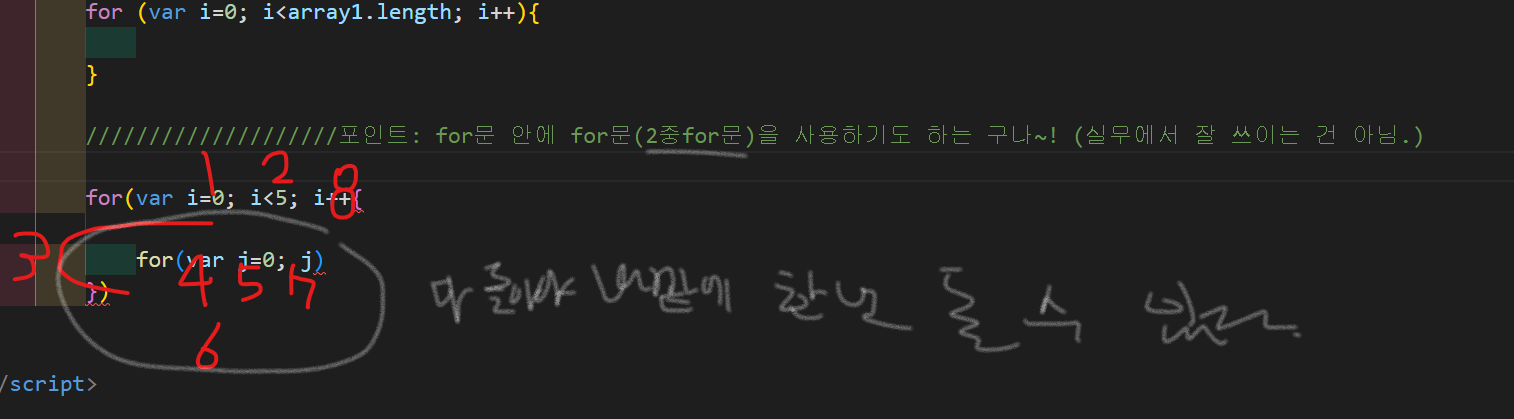 for (var i=0; i<array1.length; i++){
}
////////////////////포인트: for문 안에 for문(2중for문)을 사용하기도 하는 구나~! (실무에서 잘 쓰이는 건 아님.)
1 2 8
for(var i=0; i<5; i++{
3
for(var j=0; j)
4 5 7
})
다 돌아야 바깥에 한번 돌 수 있다.
6
/script>